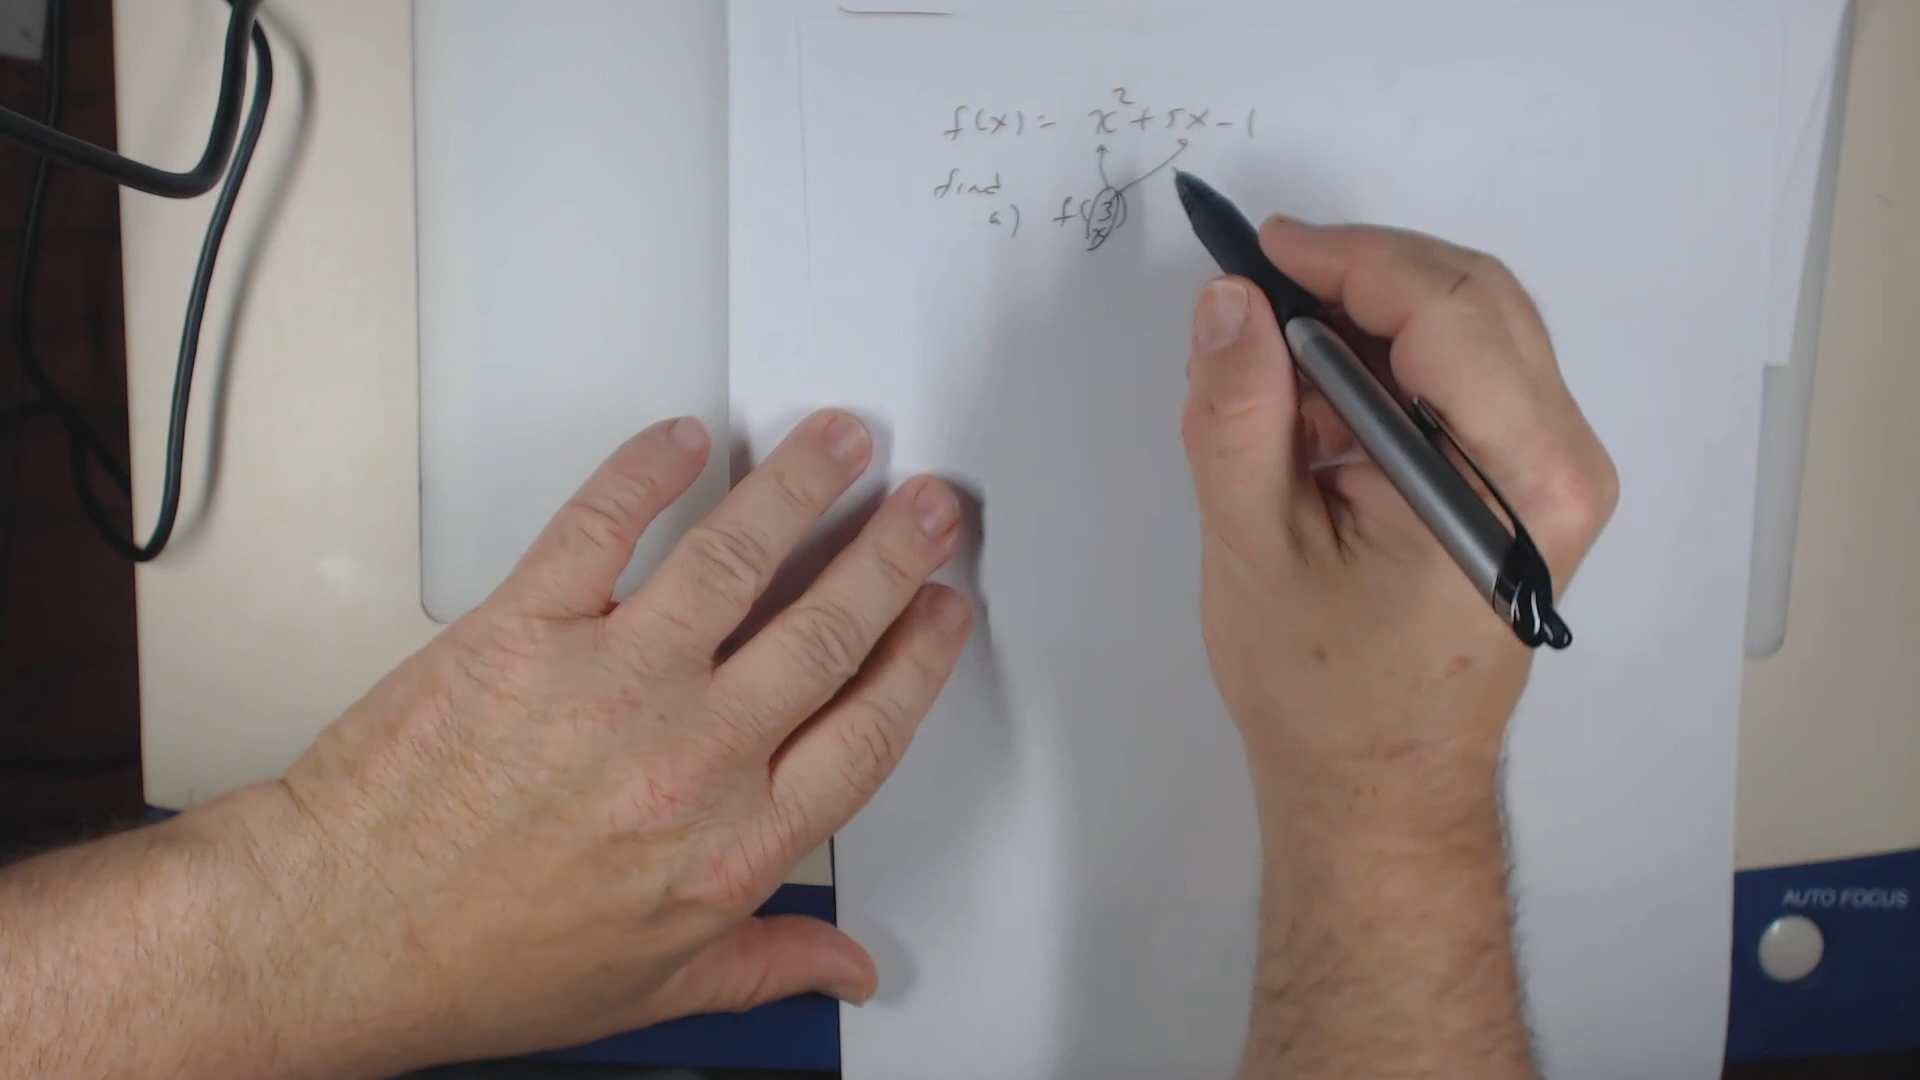 f(x) = x² + 5x - 1
find
a) f(3)
x
AUTO FOCUS